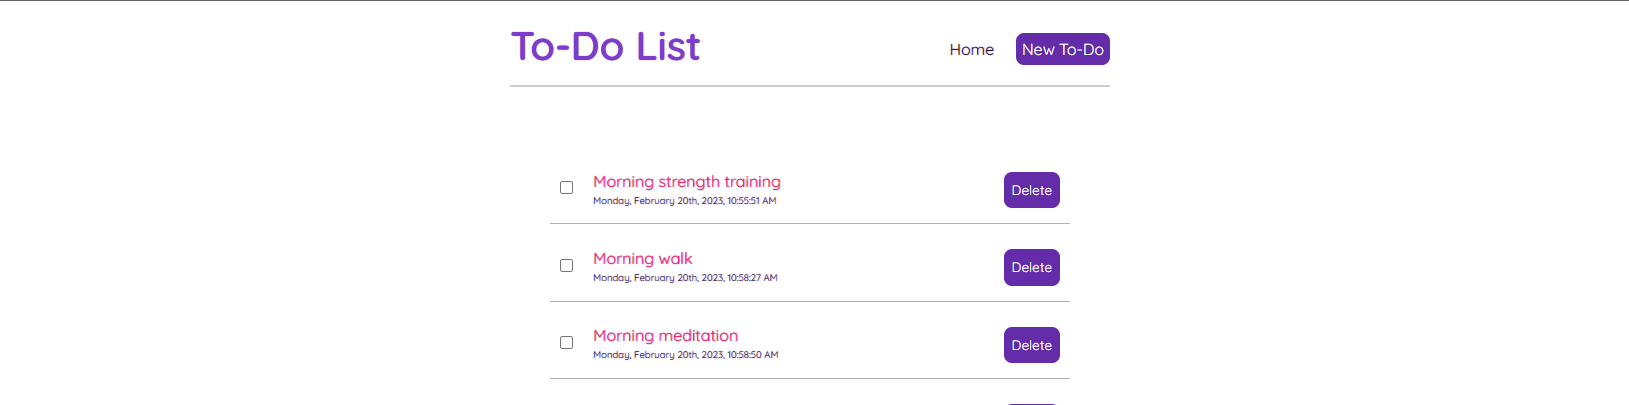 To-Do List
Home
New To-Do
Morning strength training
Monday, February 20th, 2023, 10:55:51 AM
Delete
Morning walk
Monday, February 20th, 2023, 10:58:27 AM
Delete
Morning meditation
Monday, February 20th, 2023, 10:58:50 AM
Delete